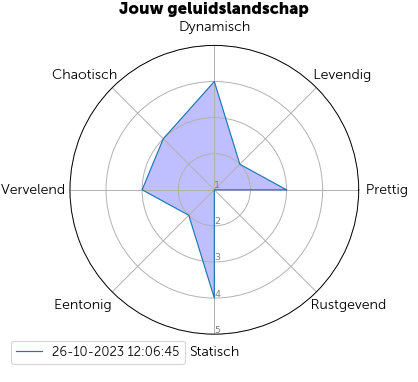 Jouw geluidslandschap
Dynamisch
Chaotisch
Levendig
Vervelend
1
Prettig
2
3
4
Eentonig
Rustgevend
5
26-10-2023 12:06:45
Statisch